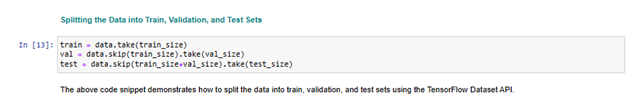 Splitting the Data into Train, Validation, and Test Sets
In [13]: train = data.take(train_size)
val = data.skip(train_size).take(val_size)
test = data.skip(train_size+val_size).take(test_size)
The above code snippet demonstrates how to split the data into train, validation, and test sets using the TensorFlow Dataset API.